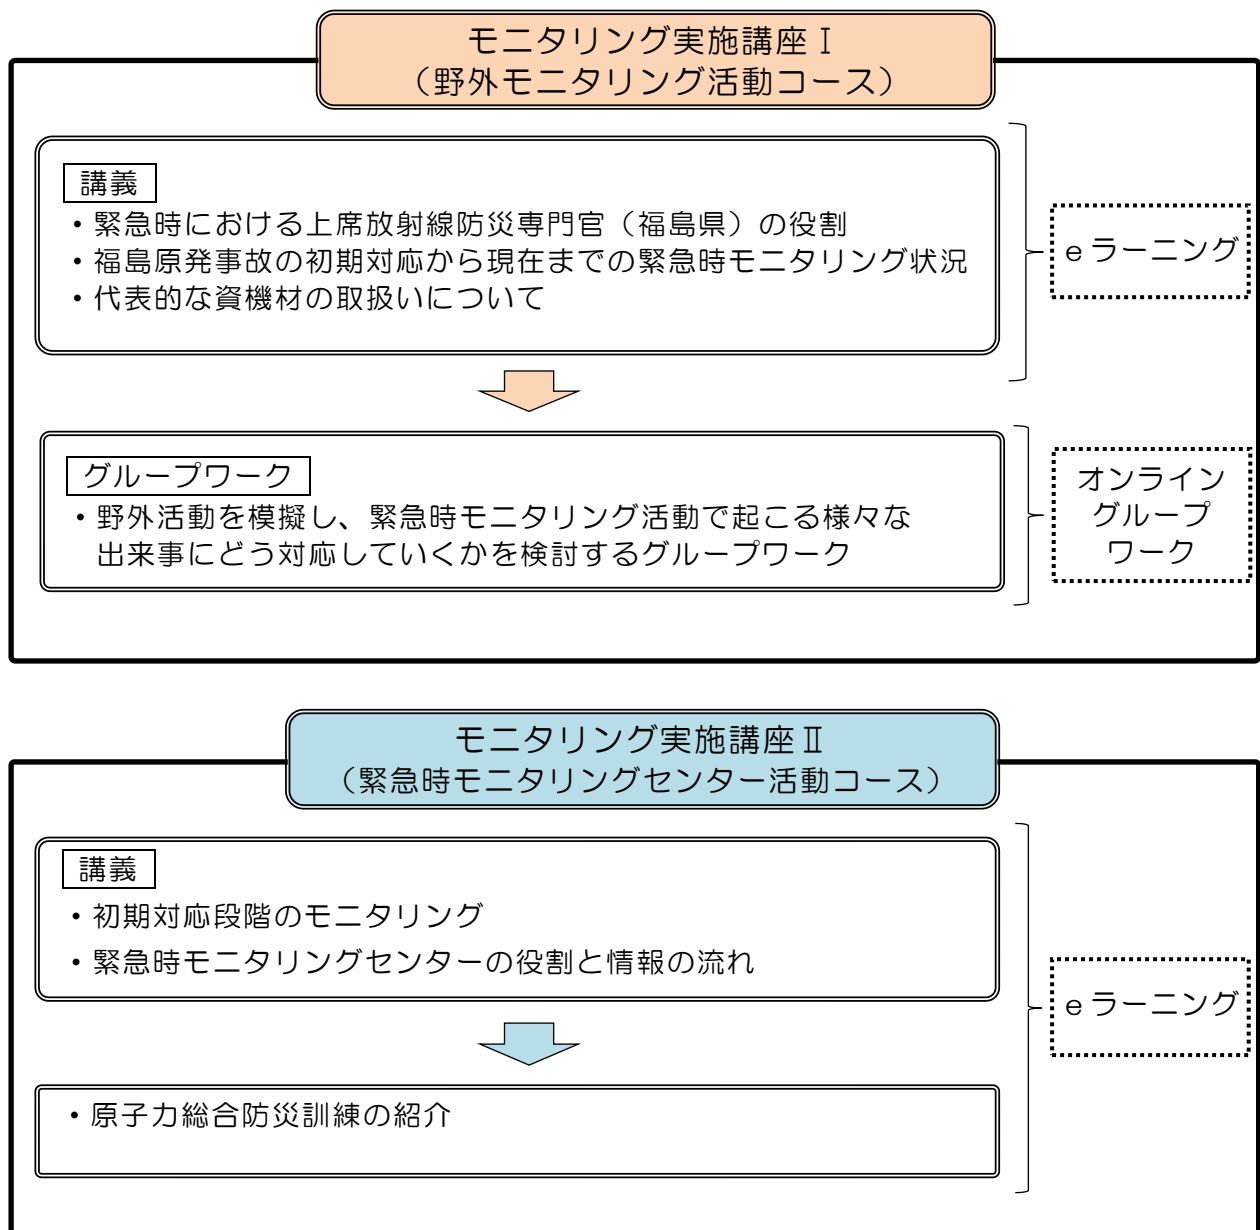 モニタリング実施講座Ⅰ
（野外モニタリング活動コース）
講義
・緊急時における上席放射線防災専門官（福島県）の役割
・福島原発事故の初期対応から現在までの緊急時モニタリング状況
・代表的な資機材の取扱いについて
eラーニング
グループワーク
・野外活動を模擬し、緊急時モニタリング活動で起こる様々な
出来事にどう対応していくかを検討するグループワーク
オンライン
グループ
ワーク
モニタリング実施講座Ⅱ
（緊急時モニタリングセンター活動コース）
講義
・初期対応段階のモニタリング
・緊急時モニタリングセンターの役割と情報の流れ
eラーニング
・原子力総合防災訓練の紹介